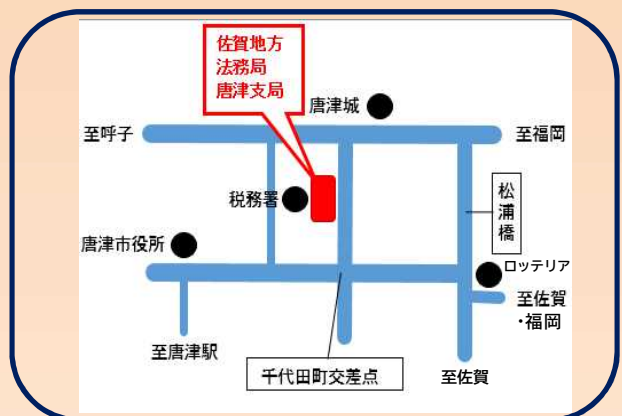 佐賀地方
法務局
唐津支局
唐津城
至呼子
至福岡
税務署
松浦橋
唐津市役所
ロッテリア
至佐賀
・福岡
至唐津駅
千代田町交差点
至佐賀